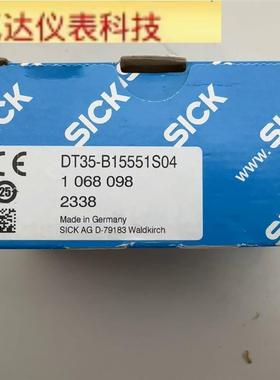 达仪表科技
SICK
SICK
SICK
CE
25
DT35-B15551S04
1 068 098
2338
Made in Germany
SICK AG D-79183 Waldkirch